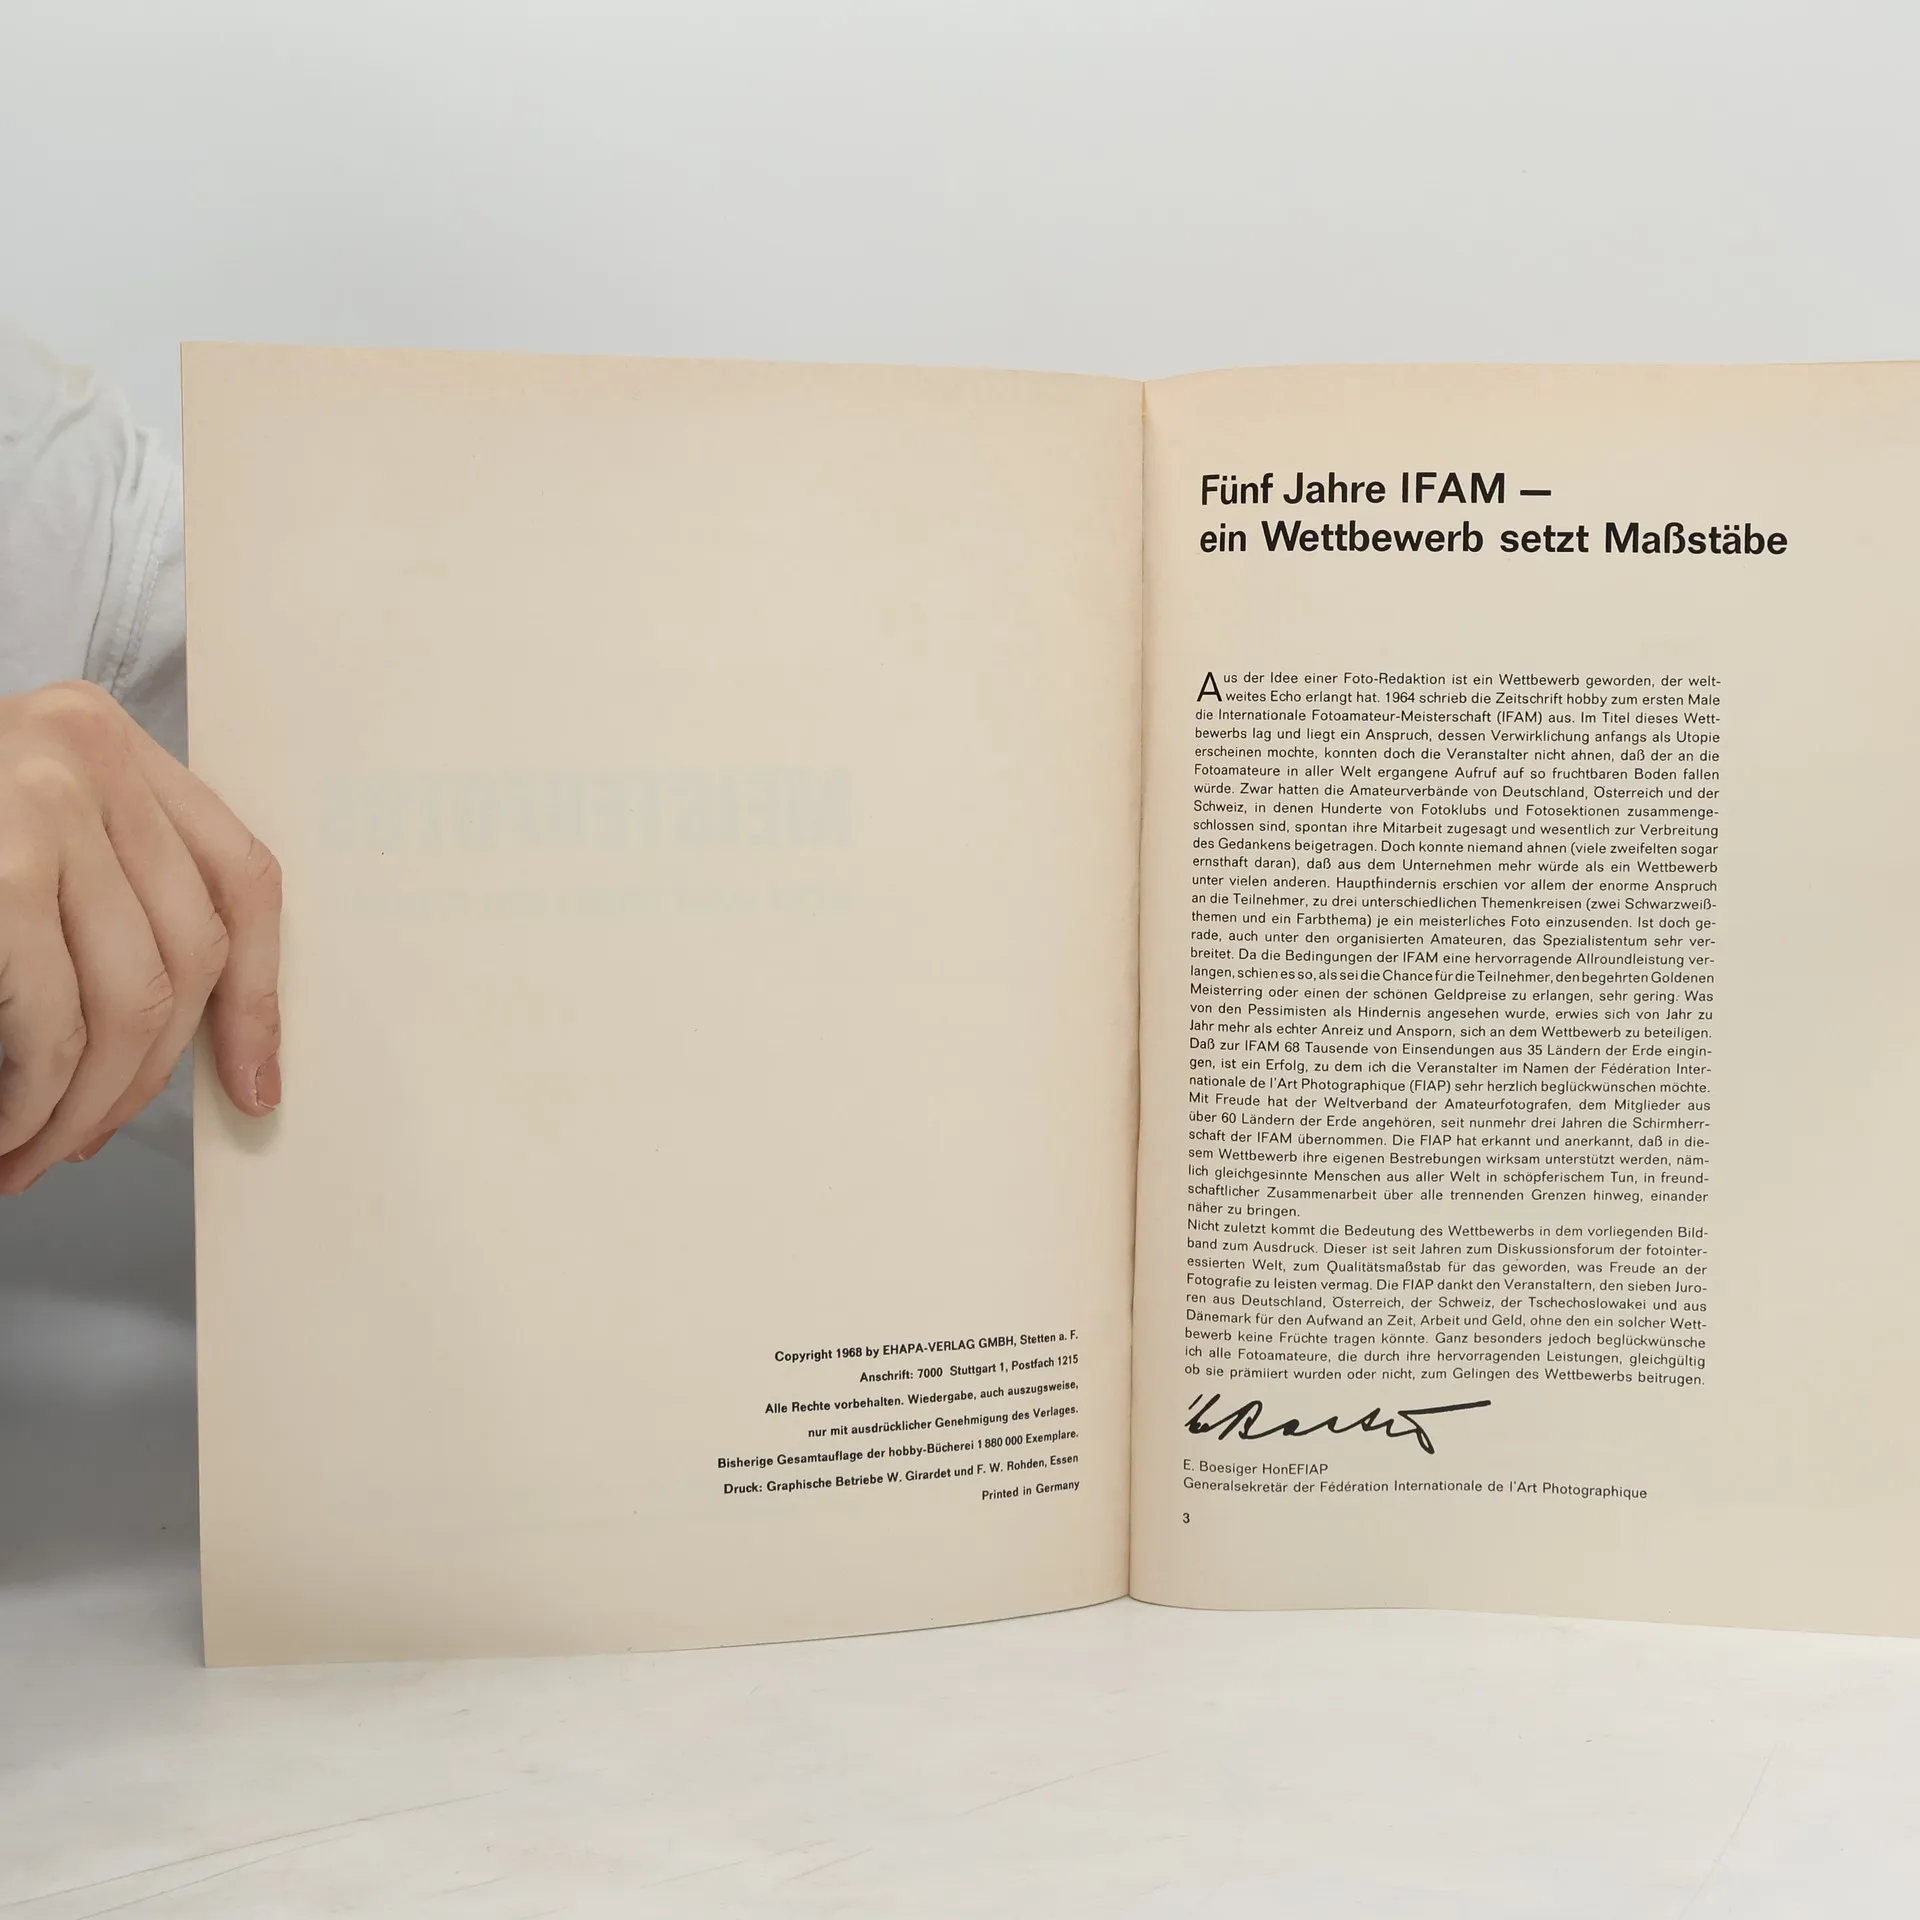 Copyright 1968 by EHAPA-VERLAG GMBH, Stetten a. F.
Anschrift: 7000 Stuttgart 1, Postfach 1215
Alle Rechte vorbehalten. Wiedergabe, auch auszugsweise,
nur mit ausdrücklicher Genehmigung des Verlages.
Bisherige Gesamtauflage der hobby-Bücherei 1 880 000 Exemplare.
Druck: Graphische Betriebe W. Girardet und F. W. Rohden, Essen
Printed in Germany
Fünf Jahre IFAM —
ein Wettbewerb setzt Maßstäbe
Aus der Idee einer Foto-Redaktion ist ein Wettbewerb geworden, der welt-
weites Echo erlangt hat. 1964 schrieb die Zeitschrift hobby zum ersten Male
die Internationale Fotoamateur-Meisterschaft (IFAM) aus. Im Titel dieses Wett-
bewerbs lag und liegt ein Anspruch, dessen Verwirklichung anfangs als Utopie
erscheinen mochte, konnten doch die Veranstalter nicht ahnen, daß der an die
Fotoamateure in aller Welt ergangene Aufruf auf so fruchtbaren Boden fallen
würde. Zwar hatten die Amateurverbände von Deutschland, Österreich und der
Schweiz, in denen Hunderte von Fotoklubs und Fotosektionen zusammenge-
schlossen sind, spontan ihre Mitarbeit zugesagt und wesentlich zur Verbreitung
des Gedankens beigetragen. Doch konnte niemand ahnen (viele zweifelten sogar
ernsthaft daran), daß aus dem Unternehmen mehr würde als ein Wettbewerb
unter vielen anderen. Haupthindernis erschien vor allem der enorme Anspruch
an die Teilnehmer, zu drei unterschiedlichen Themenkreisen (zwei Schwarzweiß-
themen und ein Farbthema) je ein meisterliches Foto einzusenden. Ist doch ge-
rade, auch unter den organisierten Amateuren, das Spezialistentum sehr ver-
breitet. Da die Bedingungen der IFAM eine hervorragende Allroundleistung ver-
langen, schien es so, als sei die Chance für die Teilnehmer, den begehrten Goldenen
Meisterring oder einen der schönen Geldpreise zu erlangen, sehr gering. Was
von den Pessimisten als Hindernis angesehen wurde, erwies sich von Jahr zu
Jahr mehr als echter Anreiz und Ansporn, sich an dem Wettbewerb zu beteiligen.
Daß zur IFAM 68 Tausende von Einsendungen aus 35 Ländern der Erde eingin-
gen, ist ein Erfolg, zu dem ich die Veranstalter im Namen der Fédération Inter-
nationale de l'Art Photographique (FIAP) sehr herzlich beglückwünschen möchte.
Mit Freude hat der Weltverband der Amateurfotografen, dem Mitglieder aus
über 60 Ländern der Erde angehören, seit nunmehr drei Jahren die Schirmherr-
schaft der IFAM übernommen. Die FIAP hat erkannt und anerkannt, daß in die-
sem Wettbewerb ihre eigenen Bestrebungen wirksam unterstützt werden, näm-
lich gleichgesinnte Menschen aus aller Welt in schöpferischem Tun, in freund-
schaftlicher Zusammenarbeit über alle trennenden Grenzen hinweg, einander
näher zu bringen.
Nicht zuletzt kommt die Bedeutung des Wettbewerbs in dem vorliegenden Bild-
band zum Ausdruck. Dieser ist seit Jahren zum Diskussionsforum der fotointer-
essierten Welt, zum Qualitätsmaßstab für das geworden, was Freude an der
Fotografie zu leisten vermag. Die FIAP dankt den Veranstaltern, den sieben Juro-
ren aus Deutschland, Österreich, der Schweiz, der Tschechoslowakei und aus
Dänemark für den Aufwand an Zeit, Arbeit und Geld, ohne den ein solcher Wett-
bewerb keine Früchte tragen könnte. Ganz besonders jedoch beglückwünsche
ich alle Fotoamateure, die durch ihre hervorragenden Leistungen, gleichgültig
ob sie prämiiert wurden oder nicht, zum Gelingen des Wettbewerbs beitrugen.
E. Boesiger HonEFIAP
Generalsekretär der Fédération Internationale de l'Art Photographique
3